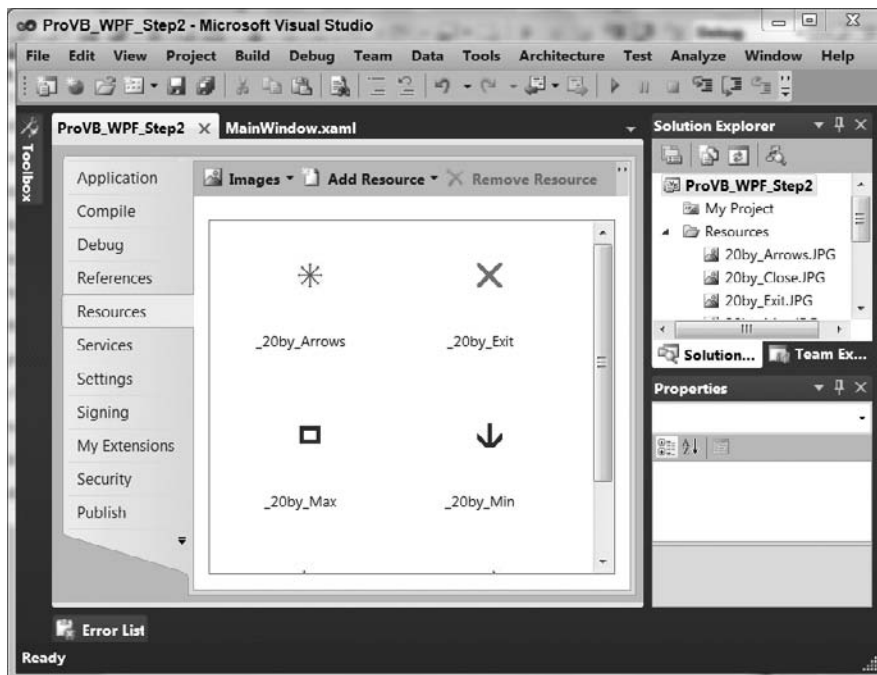 ProVB_WPF_Step2 - Microsoft Visual Studio
File Edit View Project Build Debug Team Data Tools Architecture Test Analyze Window Help
Toolbox
ProVB_WPF_Step2 MainWindow.xaml
Application
Compile
Debug
References
Resources
Services
Settings
Signing
My Extensions
Security
Publish
Images Add Resource Remove Resource
_20by_Arrows _20by_Exit
_20by_Max _20by_Min
Solution Explorer
ProVB_WPF_Step2
My Project
Resources
20by_Arrows.JPG
20by_Close.JPG
20by_Exit.JPG
Solution... Team Ex...
Properties
Error List
Ready